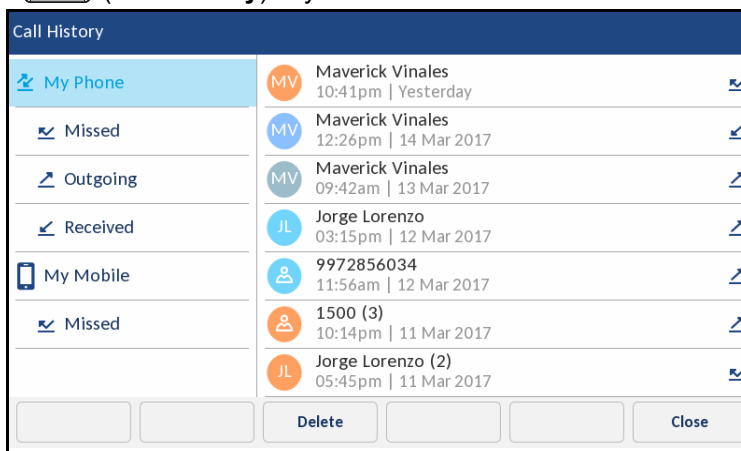 Call History
My Phone
Missed
Outgoing
Received
My Mobile
Missed
MV
Maverick Vinales
10:41pm | Yesterday
MV
Maverick Vinales
12:26pm | 14 Mar 2017
MV
Maverick Vinales
09:42am | 13 Mar 2017
JL
Jorge Lorenzo
03:15pm | 12 Mar 2017
9972856034
11:56am | 12 Mar 2017
1500 (3)
10:14pm | 11 Mar 2017
JL
Jorge Lorenzo (2)
05:45pm | 11 Mar 2017
Delete
Close